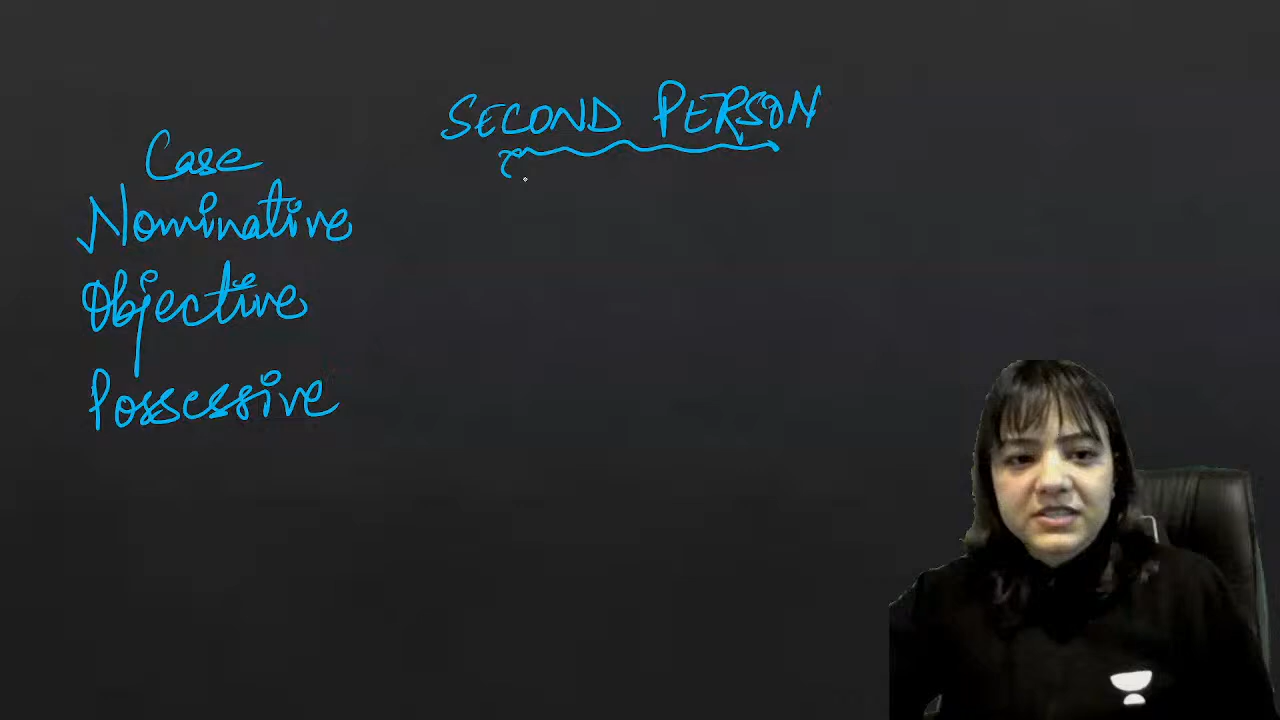 SECOND PERSON
Case
Nominative
Objective
Possessive